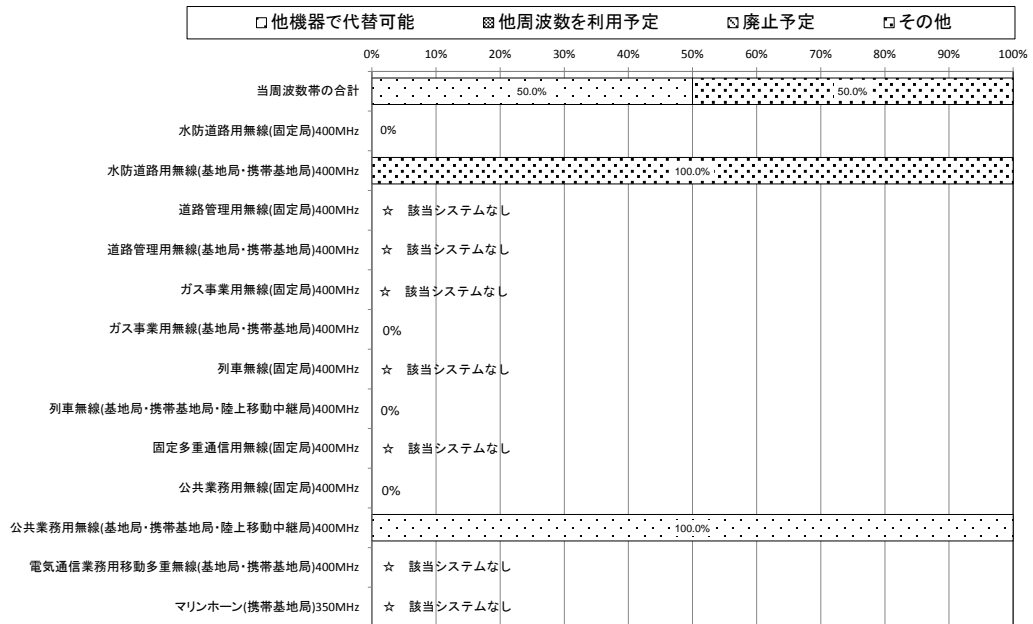 他機器で代替可能 他周波数を利用予定 廃止予定 その他
0% 10% 20% 30% 40% 50% 60% 70% 80% 90% 100%
当周波数帯の合計 50.0% 50.0%
水防道路用無線(固定局)400MHz 0%
水防道路用無線(基地局・携帯基地局)400MHz 100.0%
道路管理用無線(固定局)400MHz ☆ 該当システムなし
道路管理用無線(基地局・携帯基地局)400MHz ☆ 該当システムなし
ガス事業用無線(固定局)400MHz ☆ 該当システムなし
ガス事業用無線(基地局・携帯基地局)400MHz 0%
列車無線(固定局)400MHz ☆ 該当システムなし
列車無線(基地局・携帯基地局・陸上移動中継局)400MHz 0%
固定多重通信用無線(固定局)400MHz ☆ 該当システムなし
公共業務用無線(固定局)400MHz 0%
公共業務用無線(基地局・携帯基地局・陸上移動中継局)400MHz 100.0%
電気通信業務用移動多重無線(基地局・携帯基地局)400MHz ☆ 該当システムなし
マリンホーン(携帯基地局)350MHz ☆ 該当システムなし